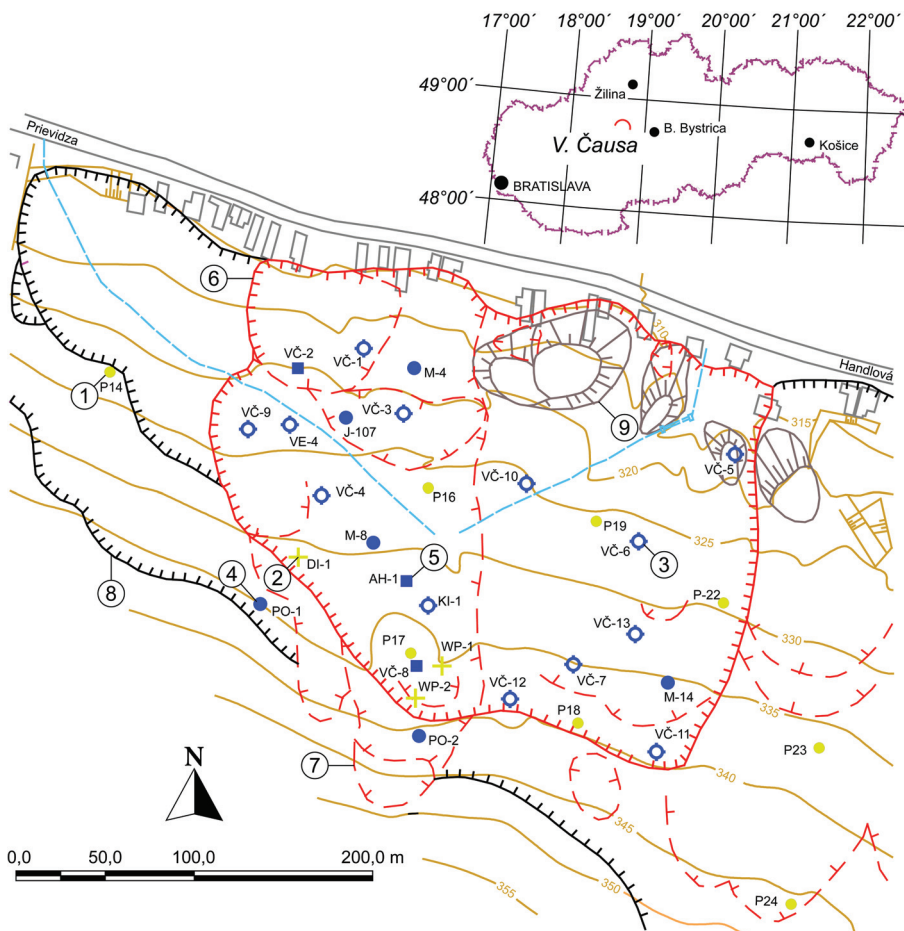 17°00´ 18°00´ 19°00´ 20°00´ 21°00´ 22°00´
49°00´
Žilina
V. Čausa
B. Bystrica
Košice
BRATISLAVA
48°00´
Prievidza
6
310
Handlová
VČ-2
VČ-1
M-4
P14
1
VČ-9
VE-4
J-107
VČ-3
9
315
VČ-5
320
VČ-4
P16
VČ-10
P19
325
VČ-6
3
M-8
2
DI-1
AH-1
5
8
4
PO-1
KI-1
P-22
330
VČ-13
P17
WP-1
VČ-8
VČ-7
WP-2
VČ-12
M-14
335
P18
PO-2
VČ-11
P23
7
340
N
345
0,0 50,0 100,0 200,0 m
355
350
P24